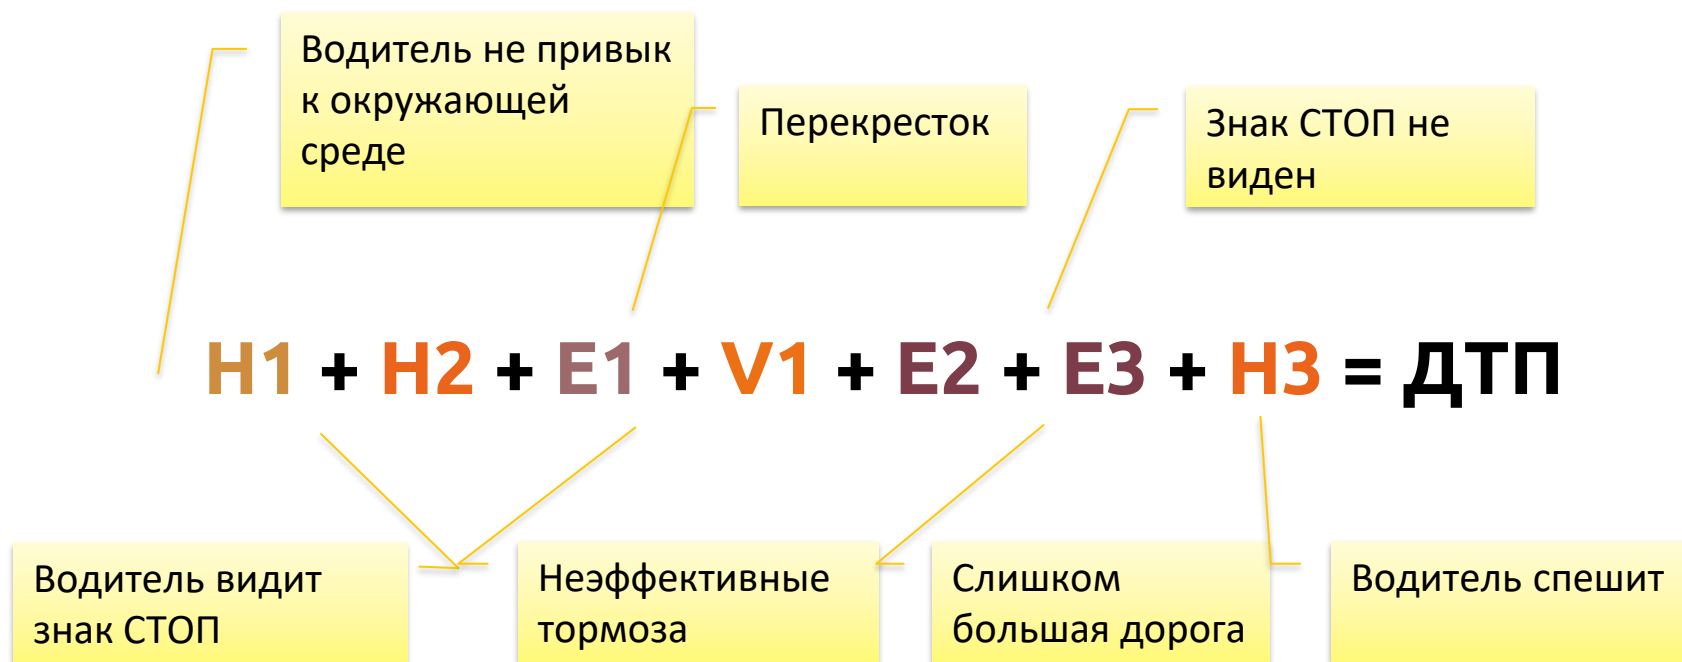 Водитель не привык
к окружающей
среде
Перекресток
Знак СТОП не
виден
H1 + H2 + E1 + V1 + E2 + E3 + H3 = ДТП
Водитель видит
знак СТОП
Неэффективные
тормоза
Слишком
большая дорога
Водитель спешит